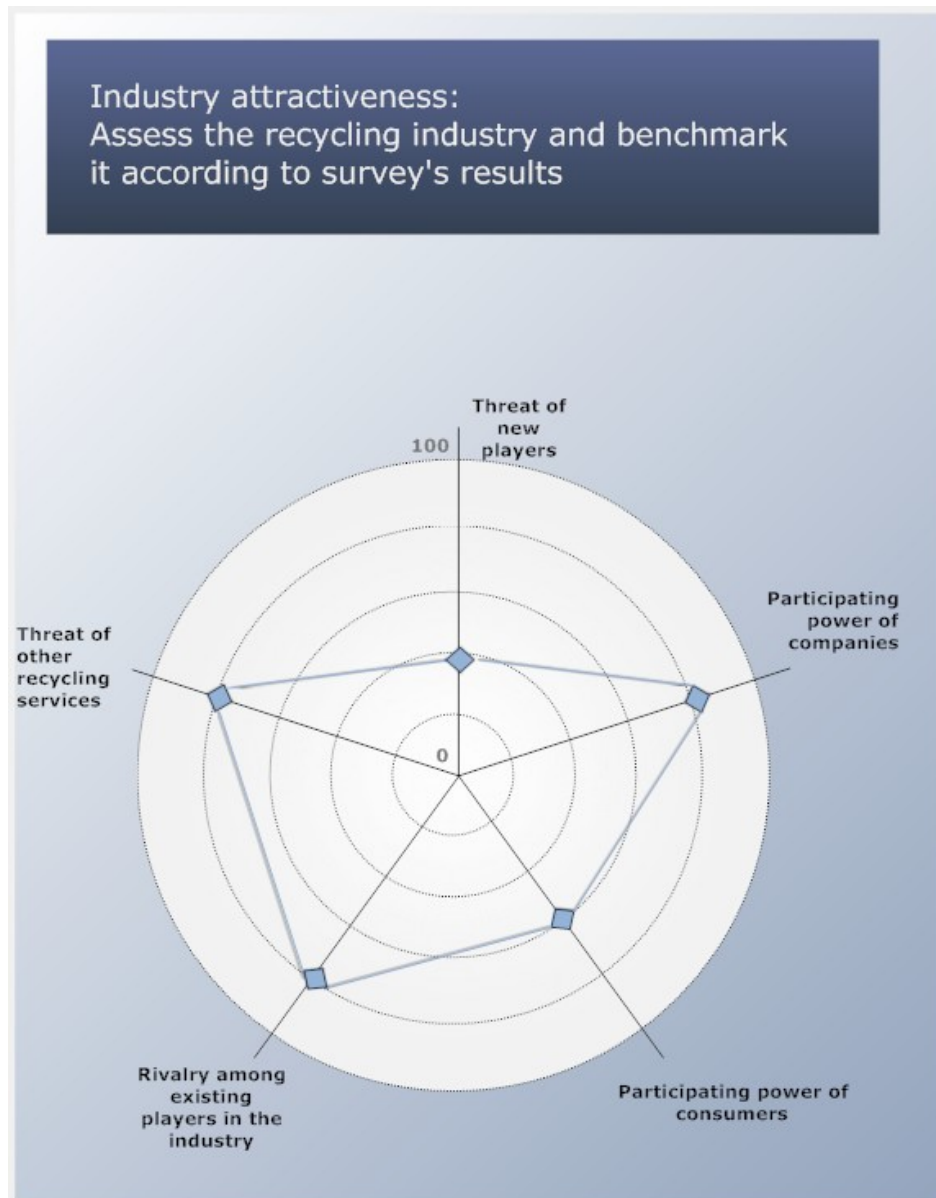 Industry attractiveness:
Assess the recycling industry and benchmark
it according to survey's results
Threat of
new
players
100
Participating
power of
companies
Threat of
other
recycling
services
0
Rivalry among
existing
players in the
industry
Participating power of
consumers